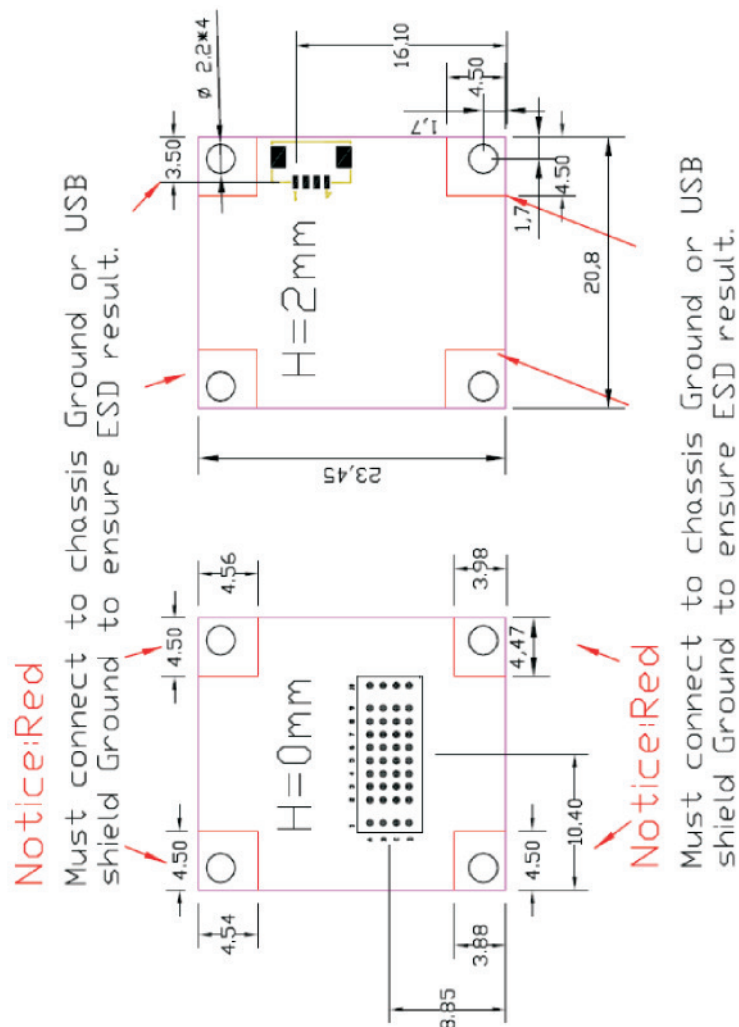 Notice:Red
Must connect to chassis Ground or USB
shield Ground to ensure ESD result.
4.50 4.50 3.50 ø 2.2*4
4.54 4.56
H=0mm H=2mm
23,45
16,10
1,7
3.88 3.98 4.50
4.50 4,47 1,7 4.50
10.40 20,8
Notice:Red
Must connect to chassis Ground or USB
shield Ground to ensure ESD result.